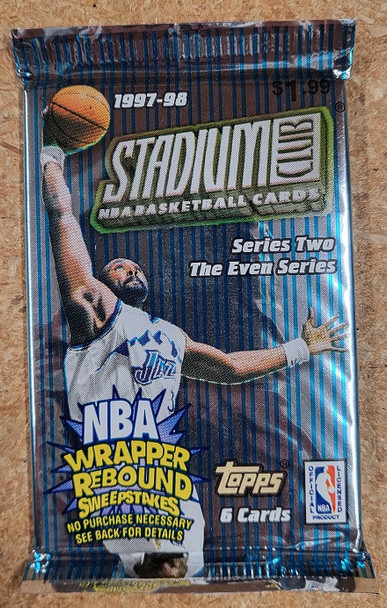 $1.99
1997-98
STADIUM CLUB
®
NBA BASKETBALL CARDS
Series Two
The Even Series
Jazz
NBA
WRAPPER
REBOUND
SWEEPSTAKES
NO PURCHASE NECESSARY
SEE BACK FOR DETAILS
topps®
6 Cards
OFFICIAL
LICENSED
NBA
PRODUCT